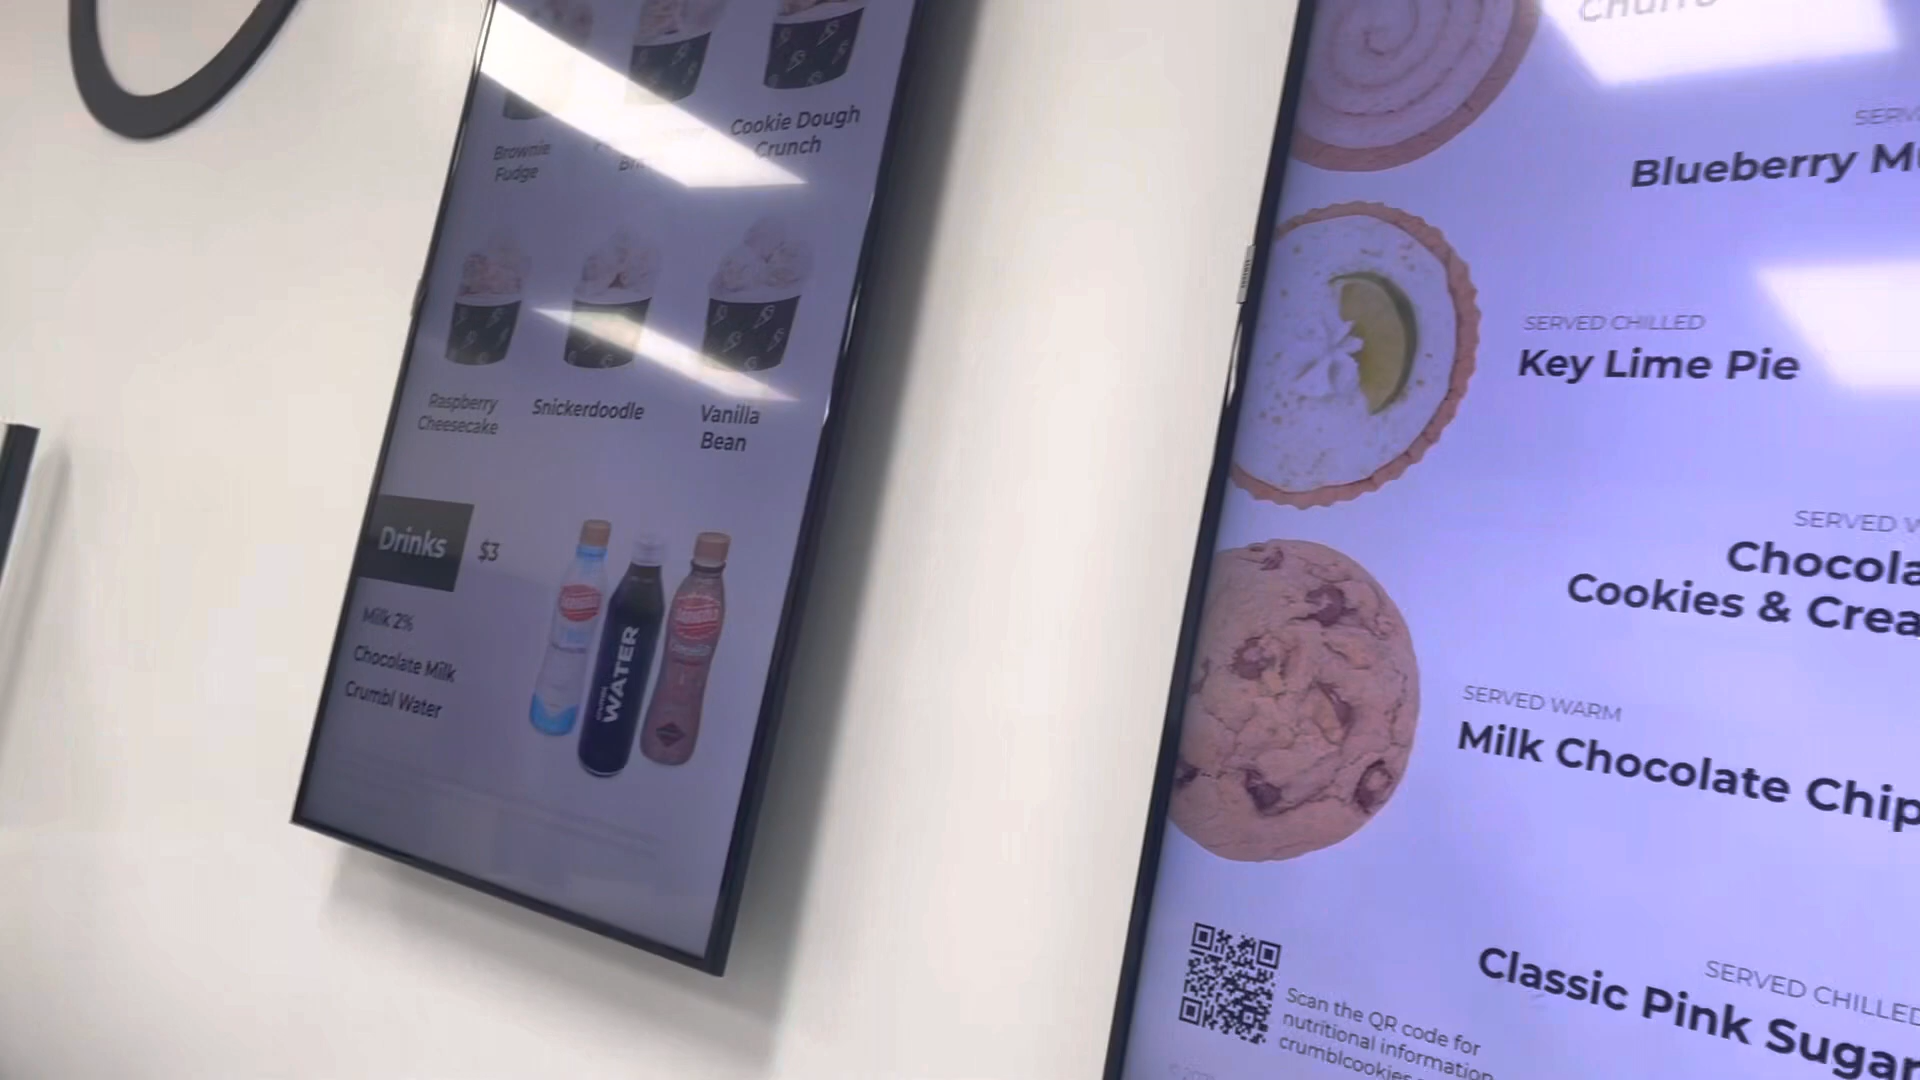 Brownie
Fudge
Cookie Dough
Crunch
Raspberry
Cheesecake
Snickerdoodle
Vanilla
Bean
Drinks
$3
Milk 2%
Chocolate Milk
Crumbl Water
WATER
Churro
Blueberry
SERVED CHILLED
Key Lime Pie
SERVED
Cookies &
SERVED WARM
Milk Chocolate Chip
SERVED CHILLED
Classic Pink Sugar
Scan the QR code for
nutritional information
crumblcookies